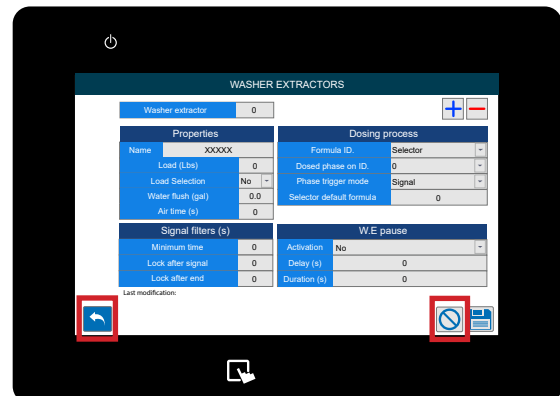 WASHER EXTRACTORS
Washer extractor 0
Properties
Name XXXXX
Load (Lbs) 0
Load Selection No
Water flush (gal) 0.0
Air time (s) 0
Dosing process
Formula ID. Selector
Dosed phase on ID. 0
Phase trigger mode Signal
Selector default formula 0
Signal filters (s)
Minimum time 0
Lock after signal 0
Lock after end 0
W.E pause
Activation No
Delay (s) 0
Duration (s) 0
Last modification: